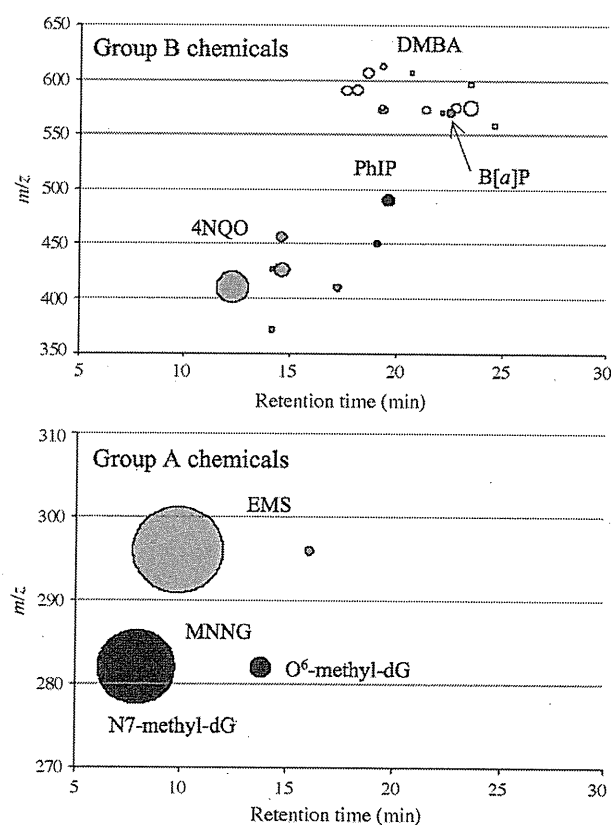 650
Group B chemicals
DMBA
600
550
B[a]P
PhIP
500
m/z
4NQO
450
400
350
5 10 15 20 25 30
Retention time (min)
310
Group A chemicals
EMS
300
m/z
290
MNNG
O⁶-methyl-dG
280
N7-methyl-dG
270
5 10 15 20 25 30
Retention time (min)